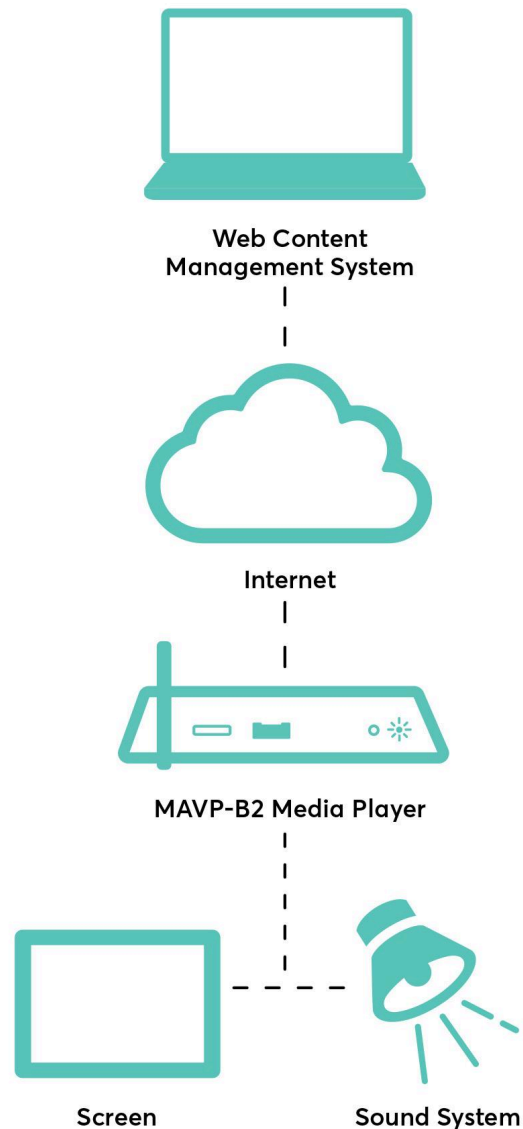 Web Content
Management System
Internet
MAVP-B2 Media Player
Screen
Sound System